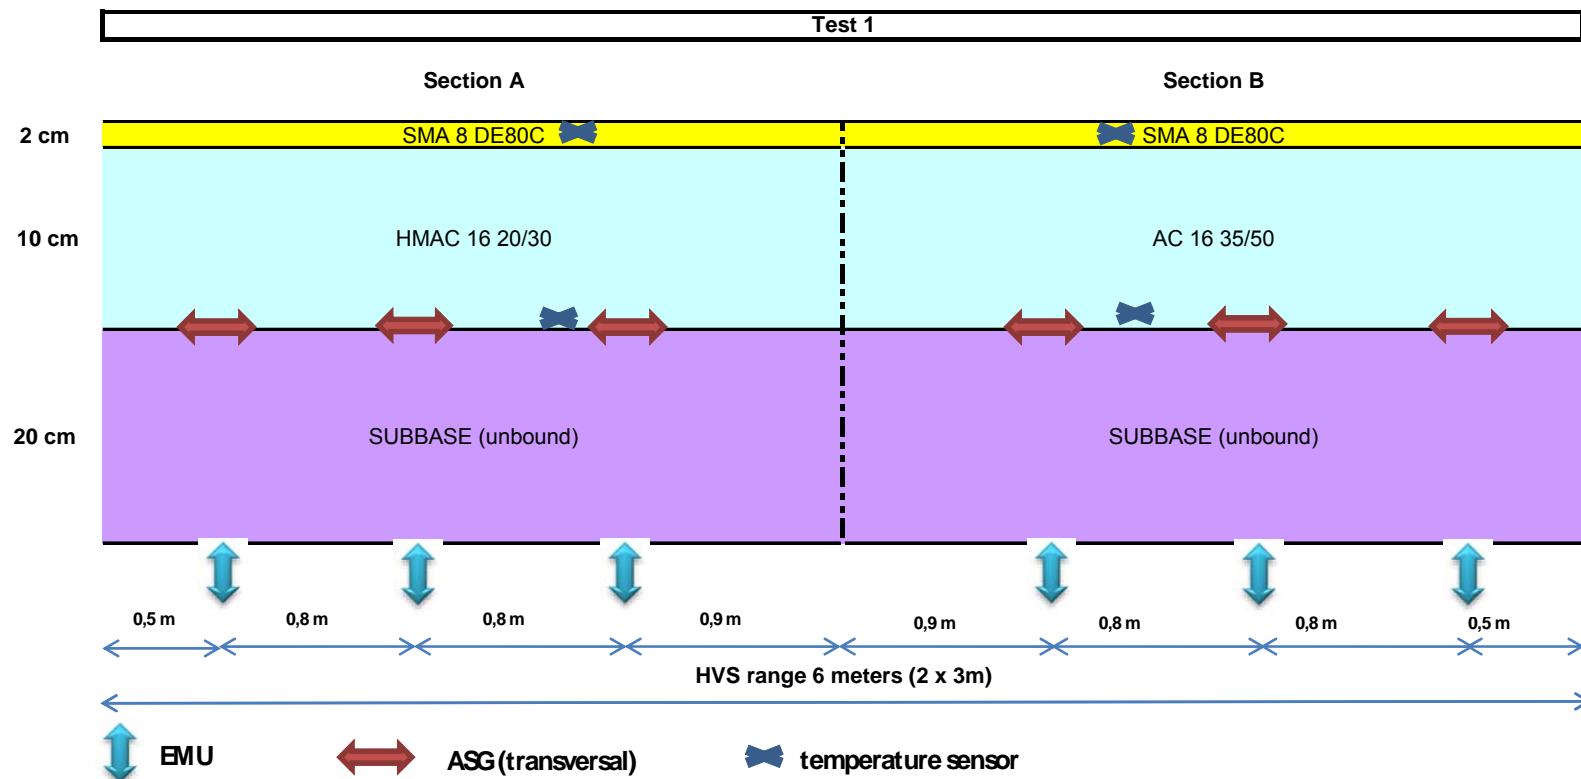 Test 1
Section A
Section B
2 cm
SMA 8 DE80C
SMA 8 DE80C
10 cm
HMAC 16 20/30
AC 16 35/50
20 cm
SUBBASE (unbound)
SUBBASE (unbound)
0,5 m
0,8 m
0,8 m
0,9 m
0,9 m
0,8 m
0,8 m
0,5 m
HVS range 6 meters (2 x 3m)
EMU
ASG (transversal)
temperature sensor